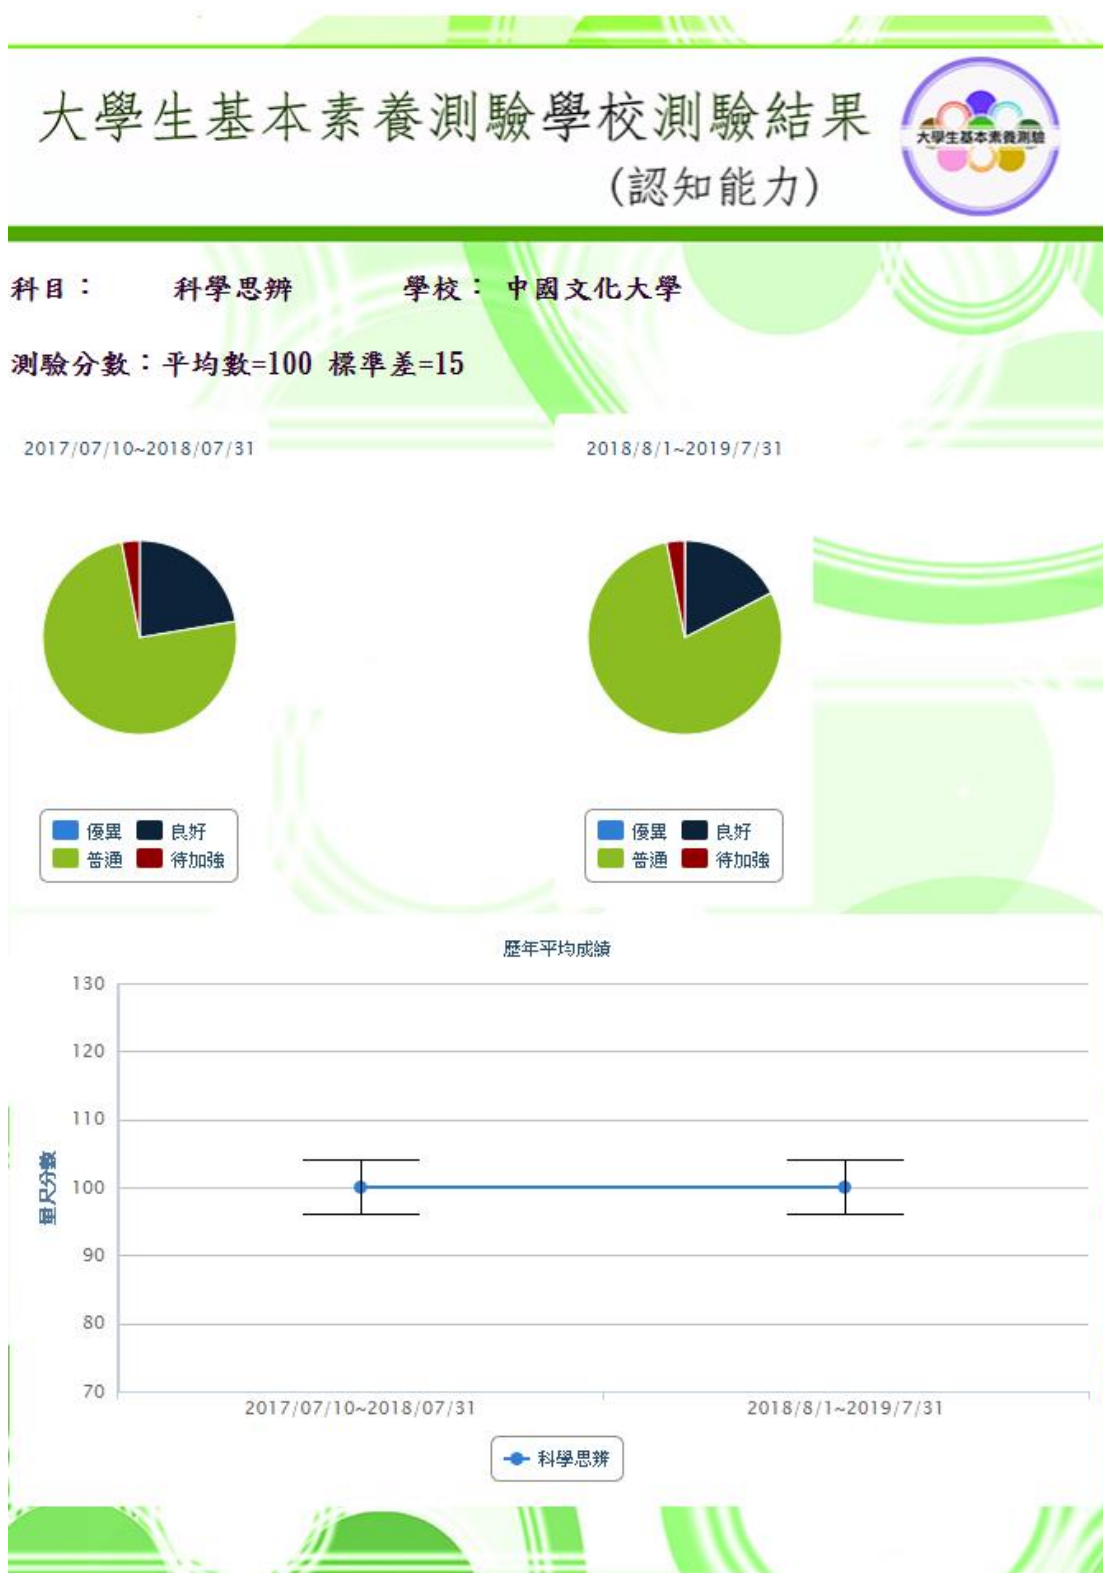 大學生基本素養測驗學校測驗結果
(認知能力)
大學生基本素養測驗
科目： 科學思辨 學校： 中國文化大學
測驗分數：平均數=100 標準差=15
2017/07/10~2018/07/31 2018/8/1~2019/7/31
優異 良好 優異 良好
普通 待加強 普通 待加強
歷年平均成績
130
120
110
100
90
80
70
量尺分數
2017/07/10~2018/07/31 2018/8/1~2019/7/31
科學思辨